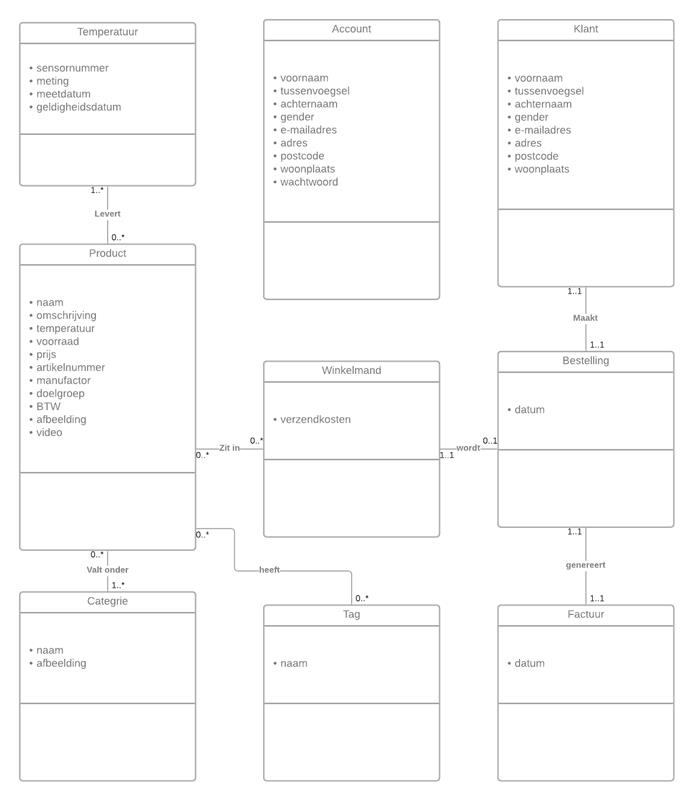 Temperatuur
• sensornummer
• meting
• meetdatum
• geldigheidsdatum
1..*
Levert
0..*
Account
• voornaam
• tussenvoegsel
• achternaam
• gender
• e-mailadres
• adres
• postcode
• woonplaats
• wachtwoord
Klant
• voornaam
• tussenvoegsel
• achternaam
• gender
• e-mailadres
• adres
• postcode
• woonplaats
1..1
Maakt
1..1
Product
• naam
• omschrijving
• temperatuur
• voorraad
• prijs
• artikelnummer
• manufactor
• doelgroep
• BTW
• afbeelding
• video
0..*
Zit in
0..*
Winkelmand
• verzendkosten
1..1
wordt
0..1
Bestelling
• datum
0..*
heeft
0..*
1..1
genereert
1..1
0..*
Valt onder
1..*
Categrie
• naam
• afbeelding
Tag
• naam
Factuur
• datum